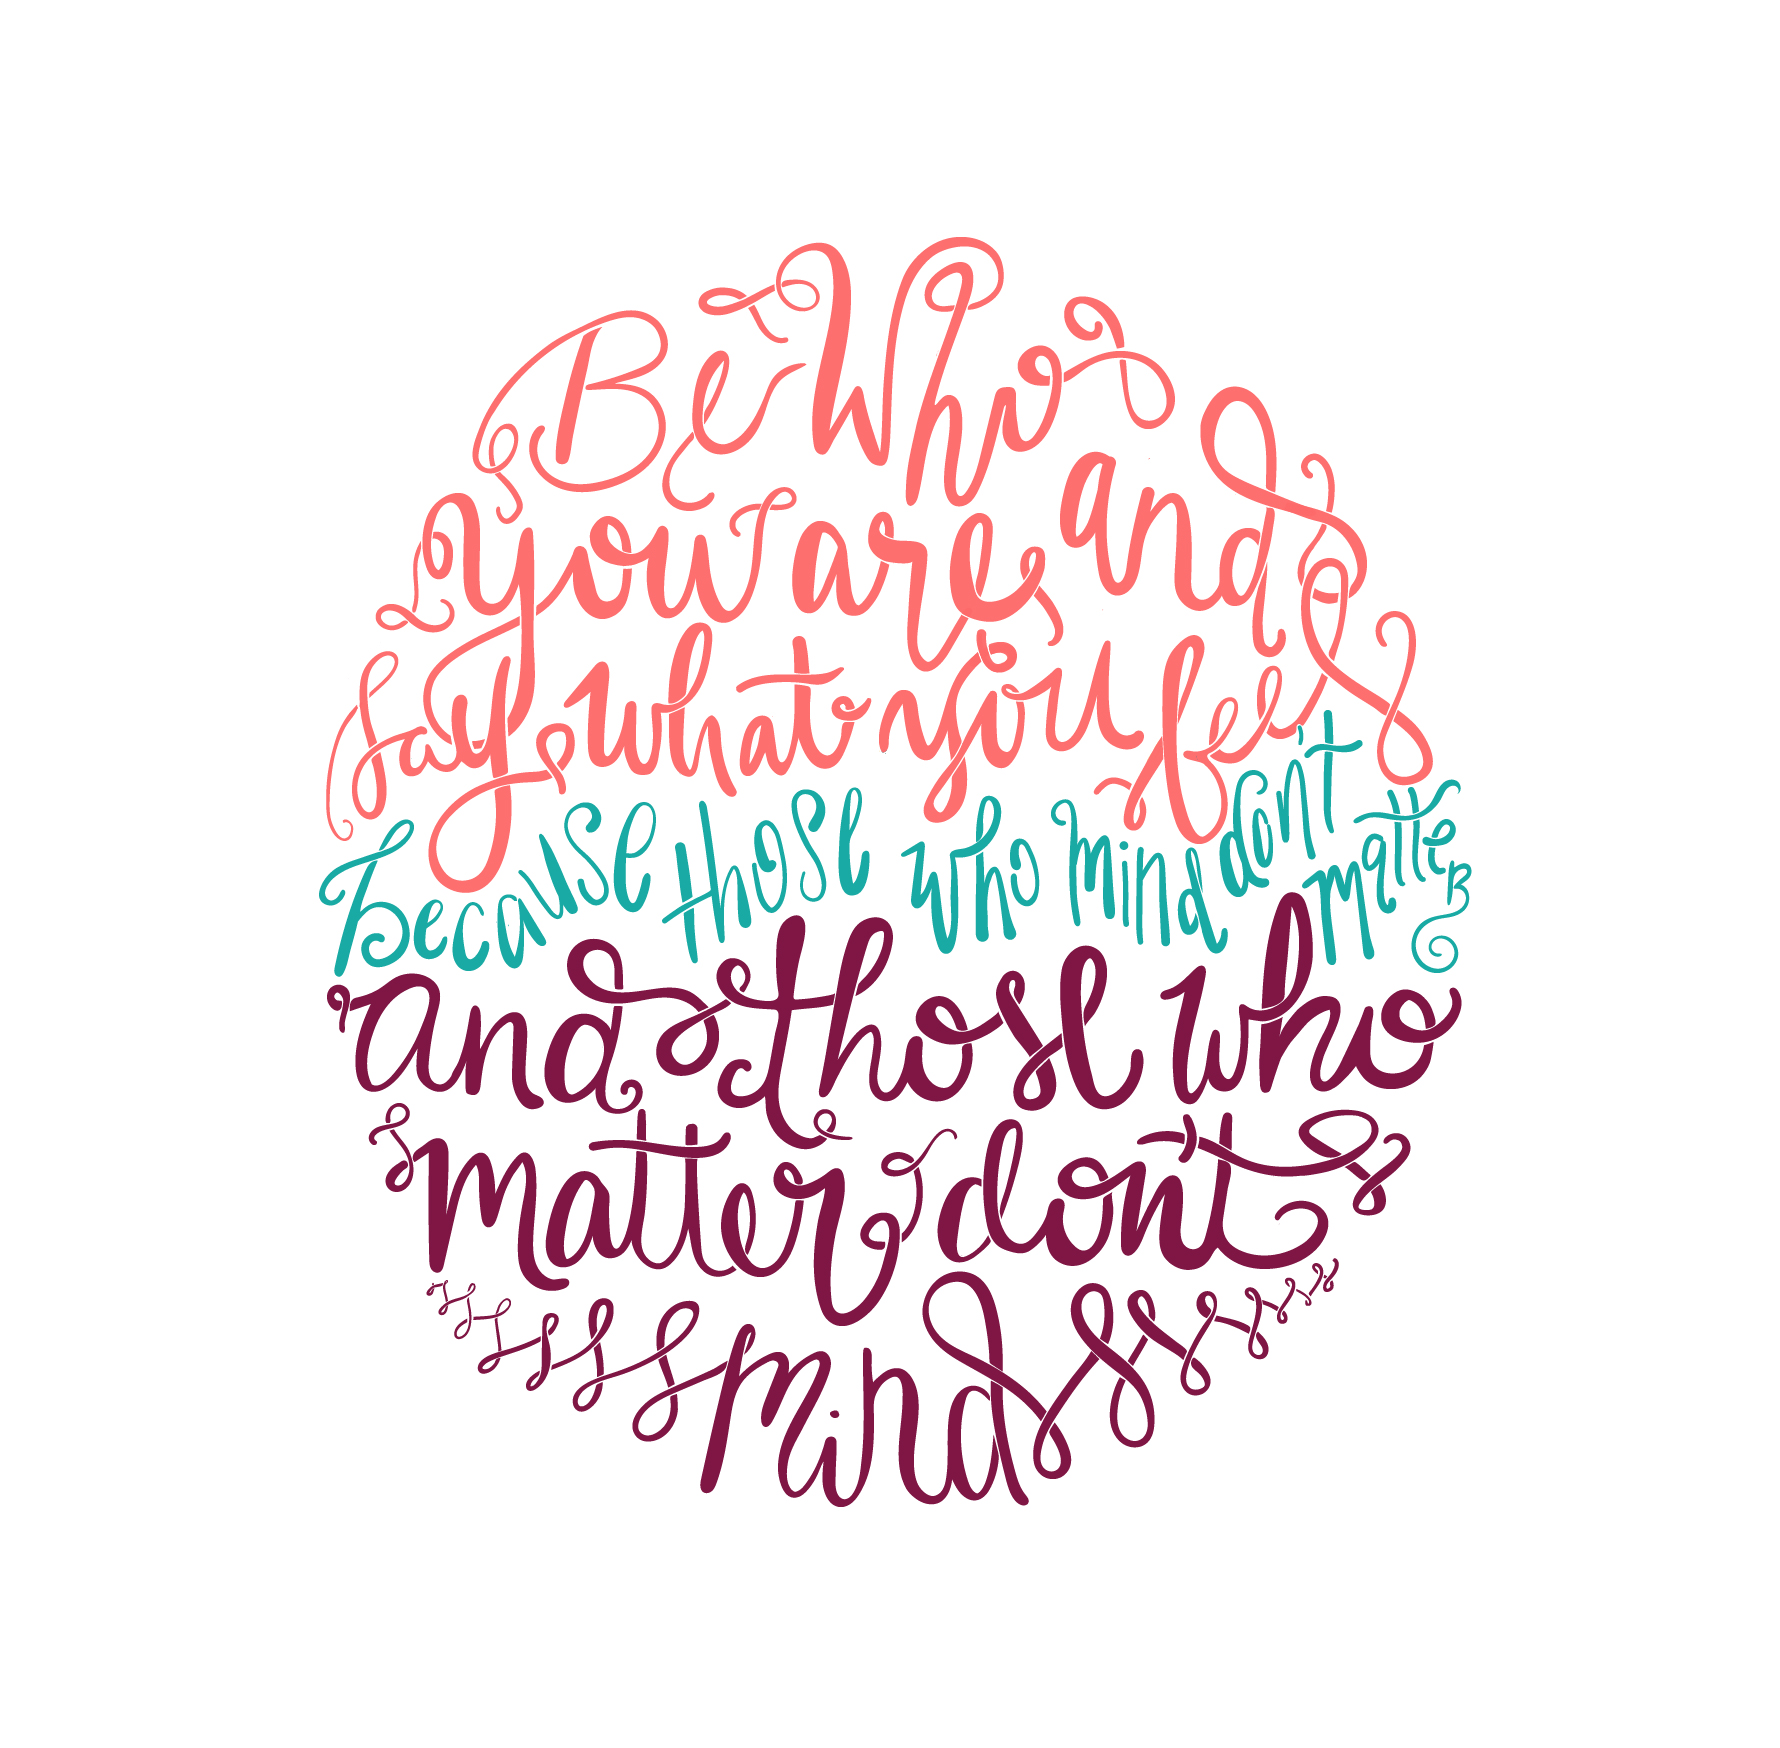 Be who
you are and
say what you feel
because those who mind don't matter
and those who
matter don't
mind